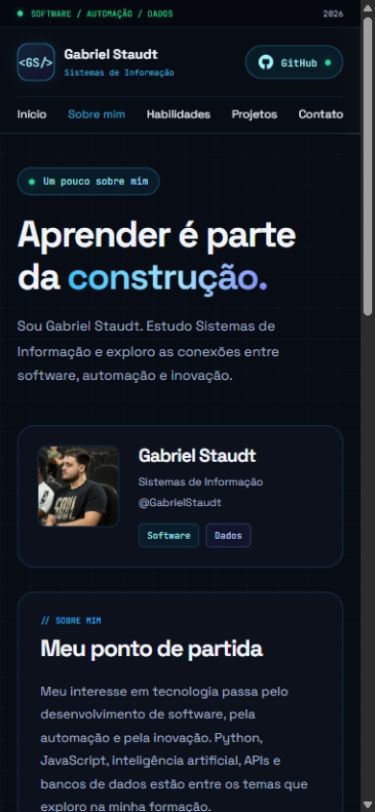 SOFTWARE / AUTOMAÇÃO / DADOS
2026
<GS/>
Gabriel Staudt
Sistemas de Informação
GitHub
Início
Sobre mim
Habilidades
Projetos
Contato
Um pouco sobre mim
Aprender é parte
da construção.
Sou Gabriel Staudt. Estudo Sistemas de
Informação e exploro as conexões entre
software, automação e inovação.
Gabriel Staudt
Sistemas de Informação
@GabrielStaudt
Software
Dados
// SOBRE MIM
Meu ponto de partida
Meu interesse em tecnologia passa pelo
desenvolvimento de software, pela
automação e pela inovação. Python,
JavaScript, inteligência artificial, APIs e
bancos de dados estão entre os temas que
exploro na minha formação.